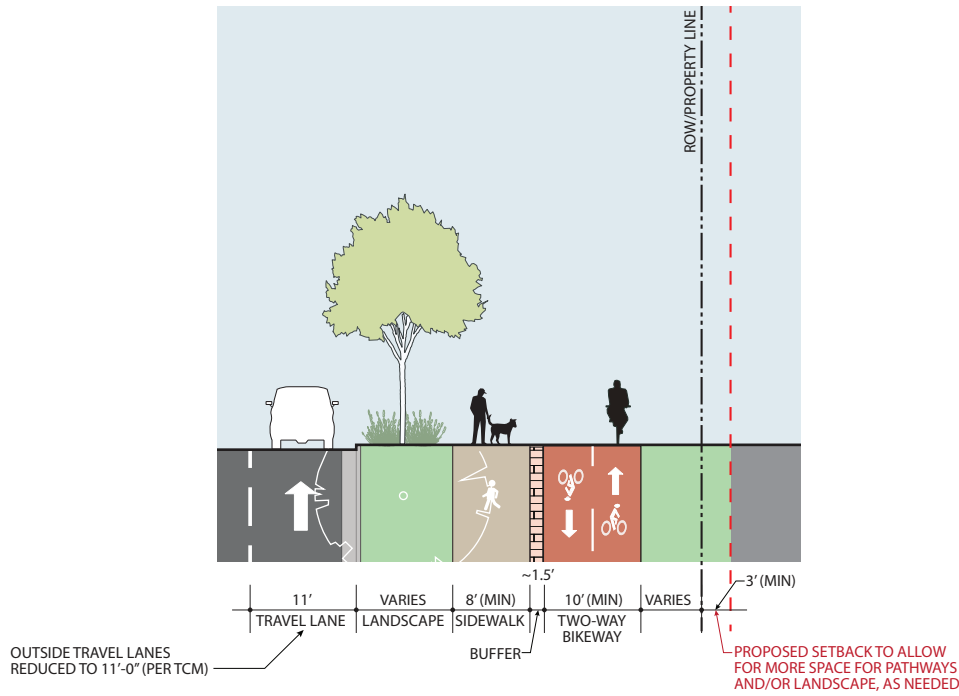 ROW/PROPERTY LINE
~1.5’
3’ (MIN)
11’
VARIES
8’ (MIN)
10’ (MIN)
VARIES
TRAVEL LANE
LANDSCAPE
SIDEWALK
TWO-WAY
BIKEWAY
BUFFER
OUTSIDE TRAVEL LANES
REDUCED TO 11’-0” (PER TCM)
PROPOSED SETBACK TO ALLOW
FOR MORE SPACE FOR PATHWAYS
AND/OR LANDSCAPE, AS NEEDED